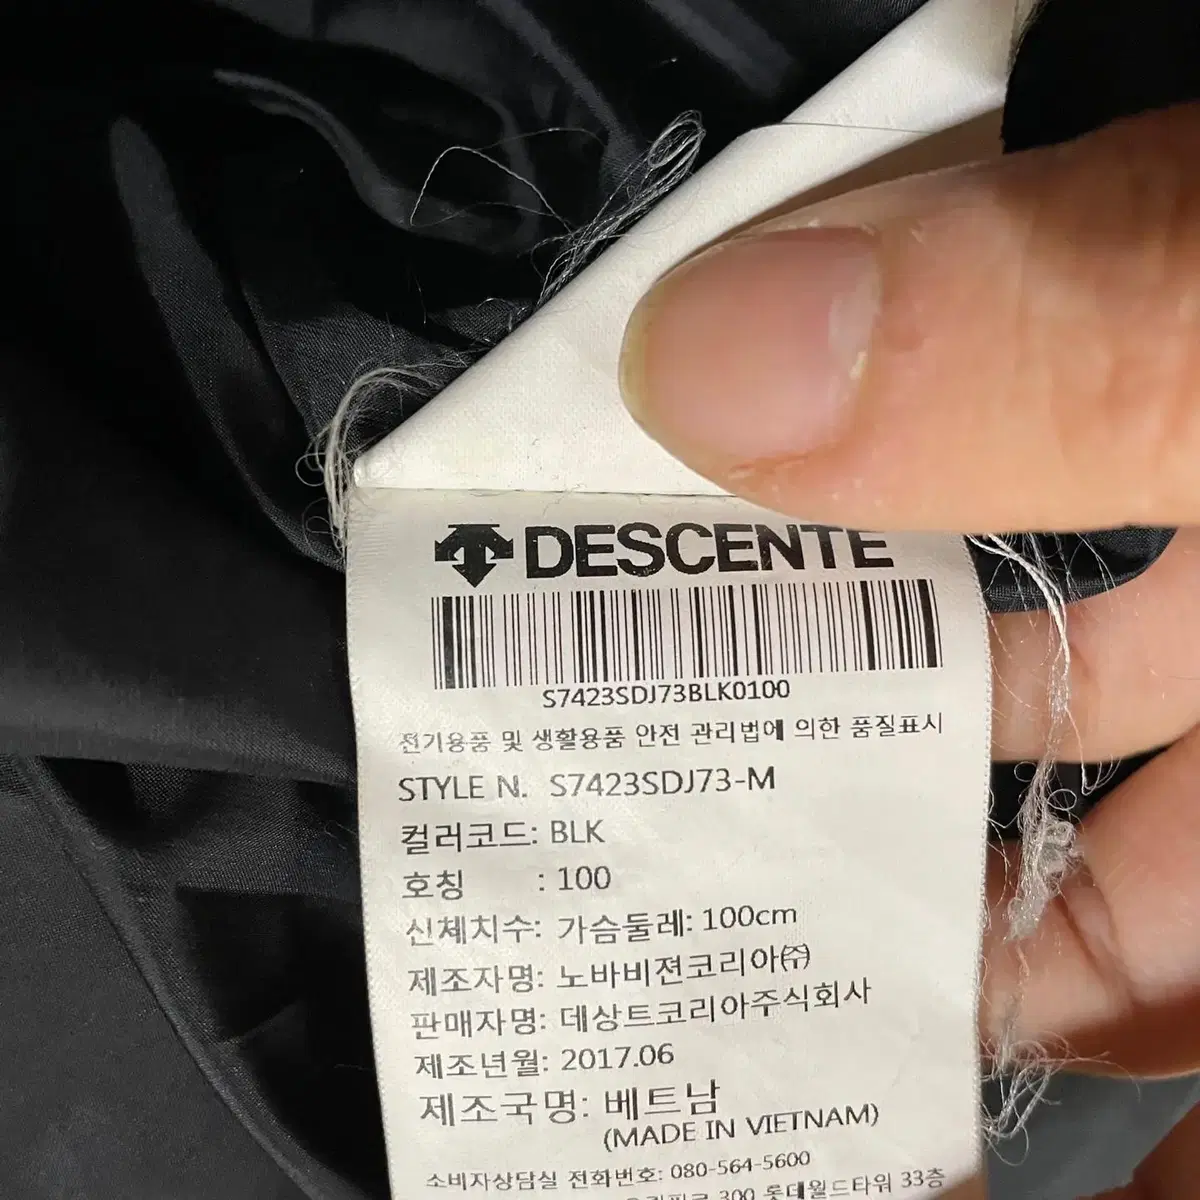 DESCENTE
S7423SDJ73BLK0100
전기용품 및 생활용품 안전 관리법에 의한 품질표시
STYLE N. S7423SDJ73-M
컬러코드: BLK
호칭 : 100
신체치수: 가슴둘레: 100cm
제조자명: 노바비젼코리아㈜
판매자명: 데상트코리아주식회사
제조년월: 2017.06
제조국명: 베트남
(MADE IN VIETNAM)
소비자상담실 전화번호: 080-564-5600
300 롯데월드타워 33층